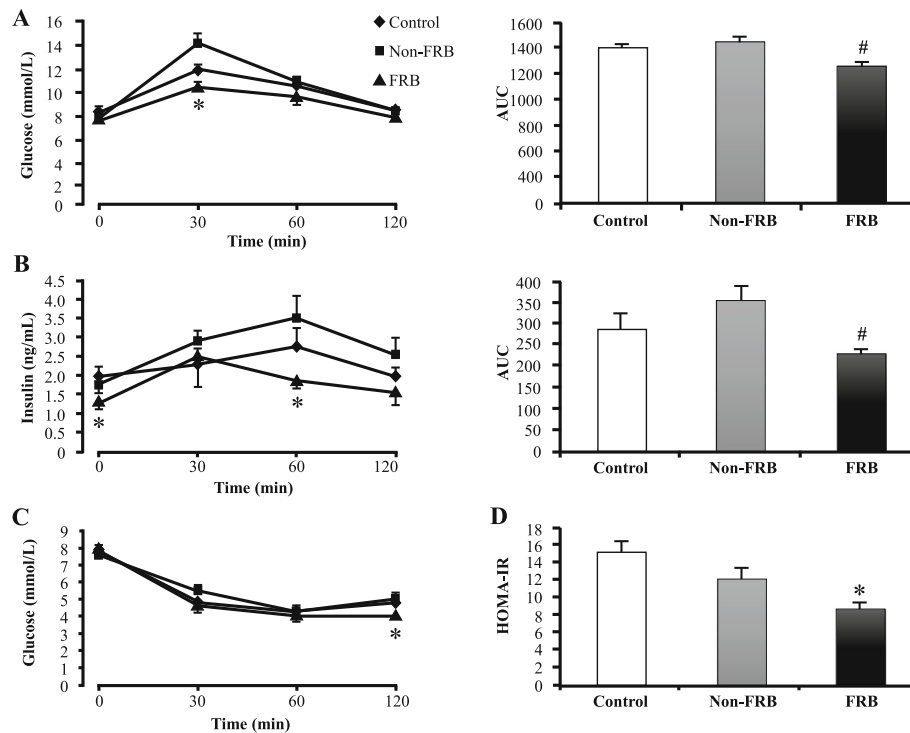 A
16
14
12
10
8
6
4
2
0
Glucose (mmol/L)
Control
Non-FRB
FRB
*
0 30 60 120
Time (min)
1600
1400
1200
1000
800
600
400
0
AUC
#
Control Non-FRB FRB
B
4.5
4.0
3.5
3.0
2.5
2.0
1.5
1.0
0.5
0
Insulin (ng/mL)
* *
0 30 60 120
Time (min)
400
350
300
250
200
150
100
50
0
AUC
#
Control Non-FRB FRB
C
9
8
7
6
5
4
3
2
1
0
Glucose (mmol/L)
*
0 30 60 120
Time (min)
D
18
16
14
12
10
8
6
4
2
0
HOMA-IR
*
Control Non-FRB FRB